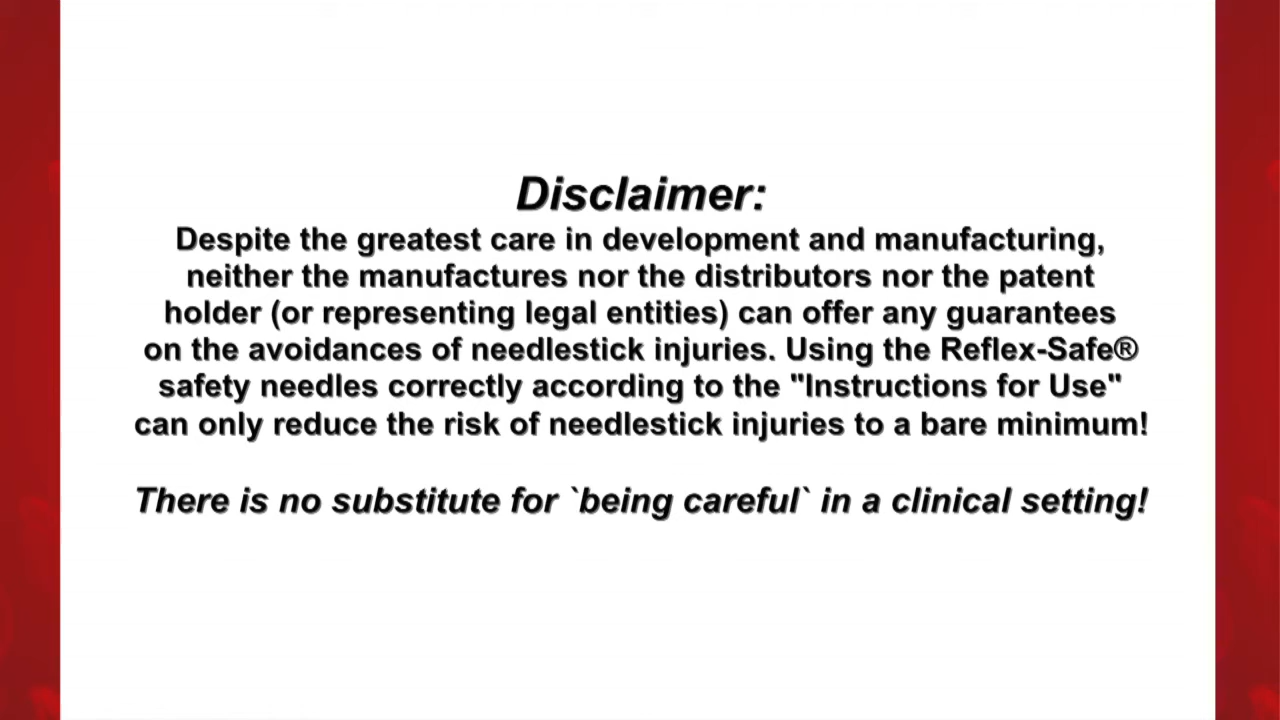 Disclaimer:
Despite the greatest care in development and manufacturing,
neither the manufactures nor the distributors nor the patent
holder (or representing legal entities) can offer any guarantees
on the avoidances of needlestick injuries. Using the Reflex-Safe®
safety needles correctly according to the "Instructions for Use"
can only reduce the risk of needlestick injuries to a bare minimum!
There is no substitute for `being careful` in a clinical setting!